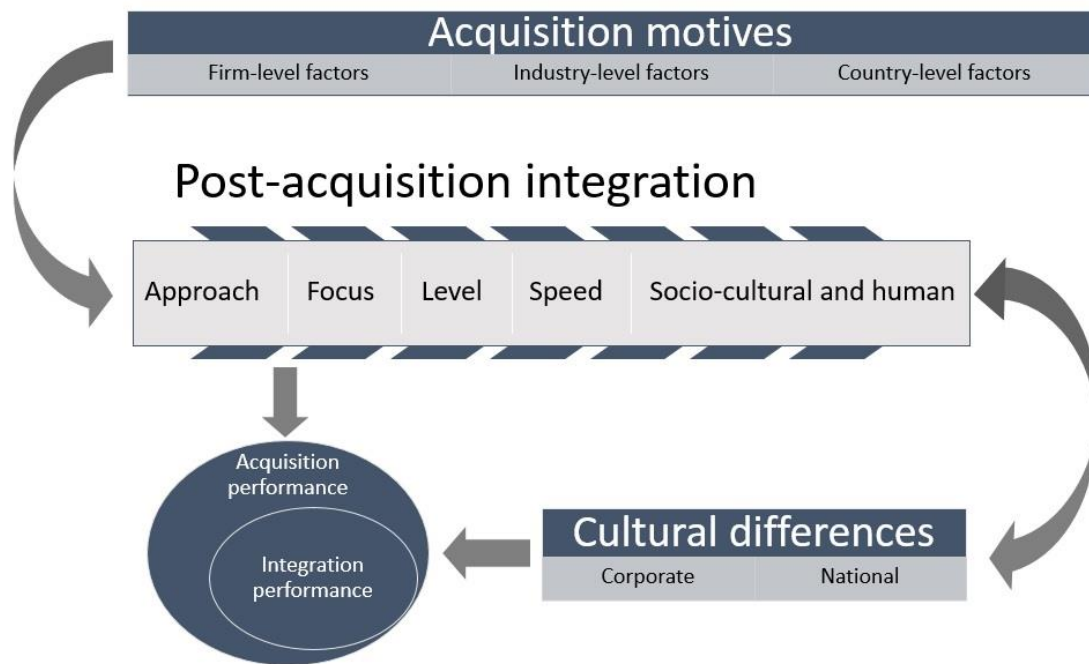 Acquisition motives
Firm-level factors Industry-level factors Country-level factors
Post-acquisition integration
Approach Focus Level Speed Socio-cultural and human
Acquisition
performance
Integration
performance
Cultural differences
Corporate National